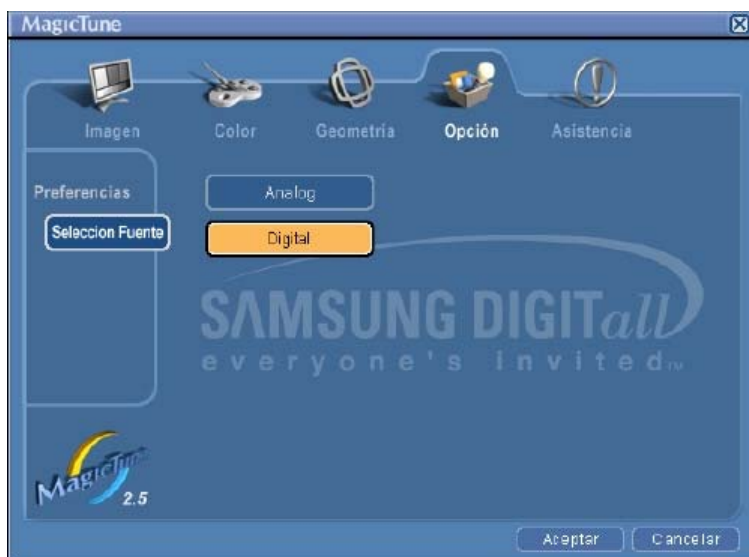 MagicTune
Imagen Color Geometría Opción Asistencia
Preferencias
Seleccion Fuente
Analog
Digital
SAMSUNG DIGITall
everyone's invited™
MagicTune
2.5
Aceptar Cancelar